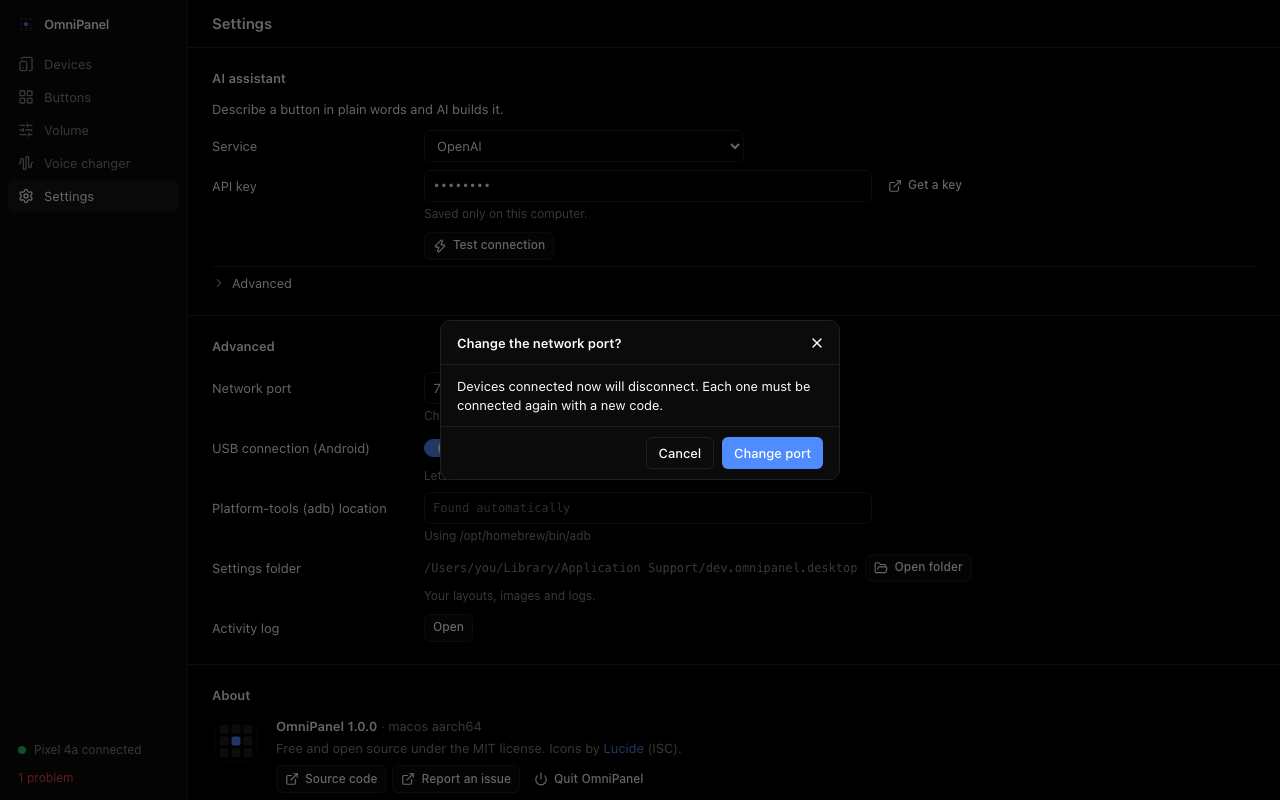 OmniPanel
Devices
Buttons
Volume
Voice changer
Settings
Pixel 4a connected
1 problem
Settings
AI assistant
Describe a button in plain words and AI builds it.
Service
OpenAI
API key
••••••••
Get a key
Saved only on this computer.
Test connection
Advanced
Advanced
Network port
7
USB connection (Android)
Platform-tools (adb) location
Found automatically
Using /opt/homebrew/bin/adb
Settings folder
/Users/you/Library/Application Support/dev.omnipanel.desktop
Open folder
Your layouts, images and logs.
Activity log
Open
About
OmniPanel 1.0.0 · macos aarch64
Free and open source under the MIT license. Icons by Lucide (ISC).
Source code
Report an issue
Quit OmniPanel
Change the network port?
Devices connected now will disconnect. Each one must be
connected again with a new code.
Cancel
Change port